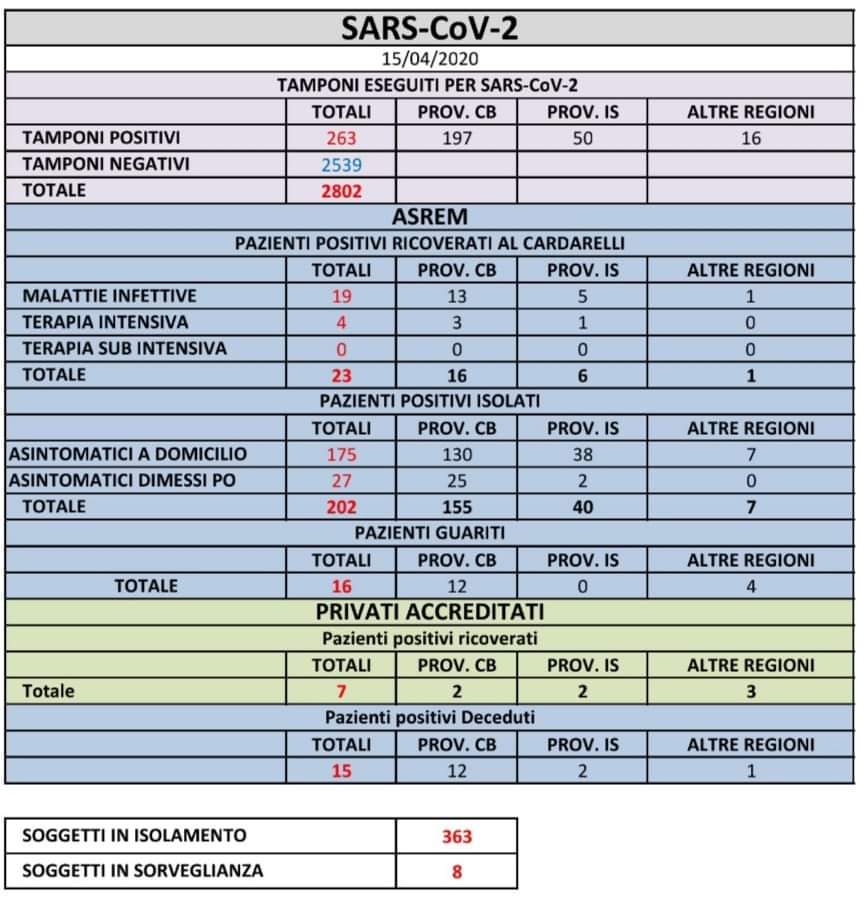 SARS-CoV-2
15/04/2020
TAMPONI ESEGUITI PER SARS-CoV-2
TOTALI PROV. CB PROV. IS ALTRE REGIONI
TAMPONI POSITIVI 263 197 50 16
TAMPONI NEGATIVI 2539
TOTALE 2802
ASREM
PAZIENTI POSITIVI RICOVERATI AL CARDARELLI
TOTALI PROV. CB PROV. IS ALTRE REGIONI
MALATTIE INFETTIVE 19 13 5 1
TERAPIA INTENSIVA 4 3 1 0
TERAPIA SUB INTENSIVA 0 0 0 0
TOTALE 23 16 6 1
PAZIENTI POSITIVI ISOLATI
TOTALI PROV. CB PROV. IS ALTRE REGIONI
ASINTOMATICI A DOMICILIO 175 130 38 7
ASINTOMATICI DIMESSI PO 27 25 2 0
TOTALE 202 155 40 7
PAZIENTI GUARITI
TOTALI PROV. CB PROV. IS ALTRE REGIONI
TOTALE 16 12 0 4
PRIVATI ACCREDITATI
Pazienti positivi ricoverati
TOTALI PROV. CB PROV. IS ALTRE REGIONI
Totale 7 2 2 3
Pazienti positivi Deceduti
TOTALI PROV. CB PROV. IS ALTRE REGIONI
15 12 2 1
SOGGETTI IN ISOLAMENTO 363
SOGGETTI IN SORVEGLIANZA 8